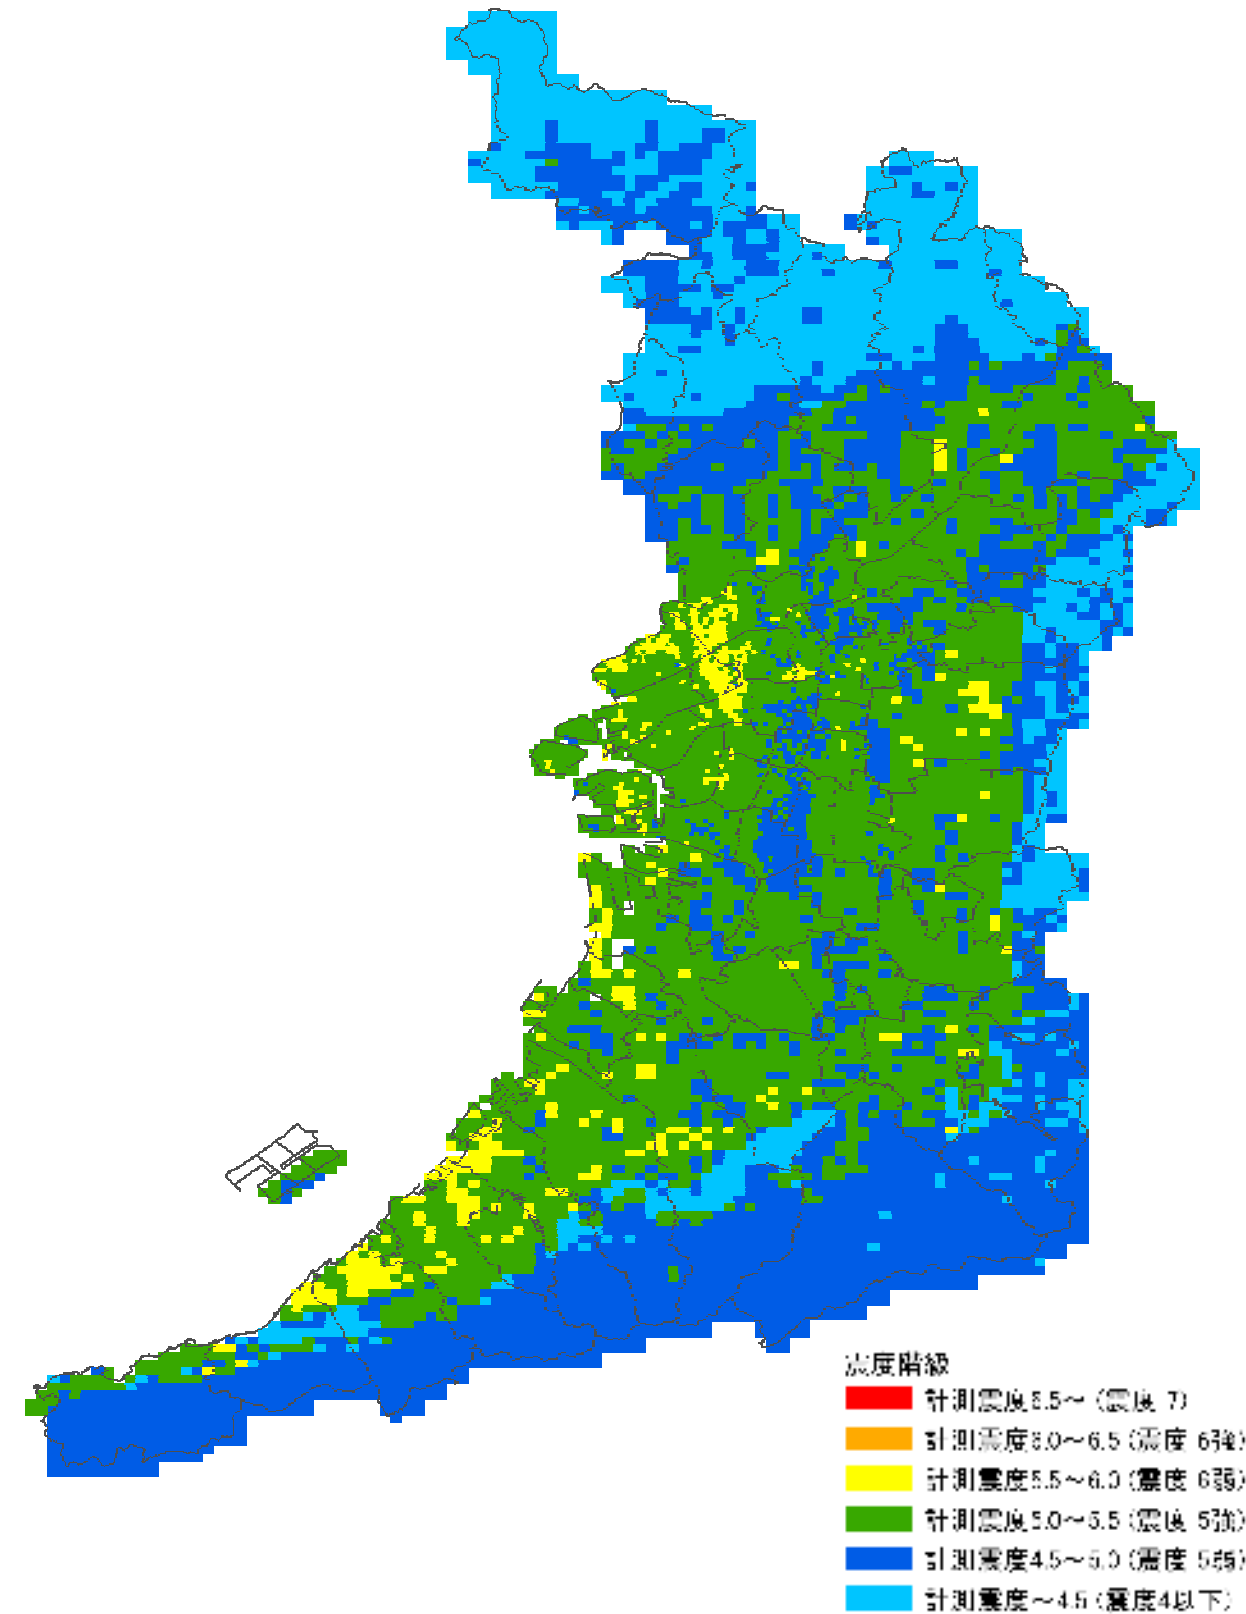 震度階級
計測震度6.5～（震度 7）
計測震度6.0～6.5（震度 6強）
計測震度5.5～6.0（震度 6弱）
計測震度5.0～5.5（震度 5強）
計測震度4.5～5.0（震度 5弱）
計測震度～4.5（震度4以下）